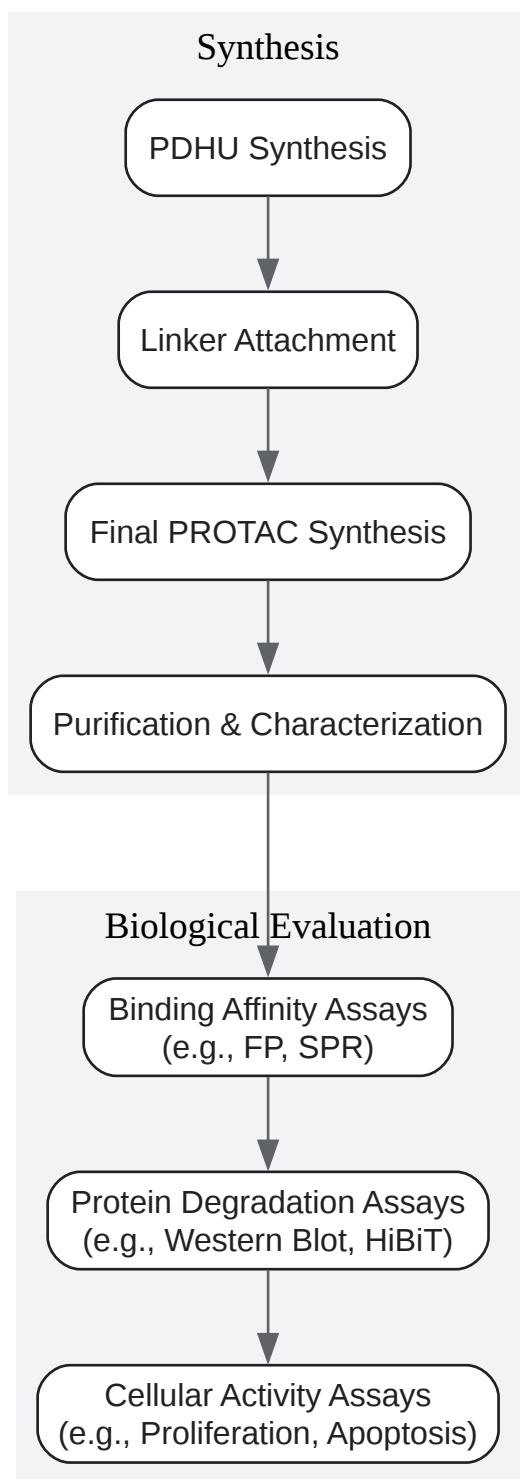 Synthesis
PDHU Synthesis
Linker Attachment
Final PROTAC Synthesis
Purification & Characterization
Biological Evaluation
Binding Affinity Assays
(e.g., FP, SPR)
Protein Degradation Assays
(e.g., Western Blot, HiBiT)
Cellular Activity Assays
(e.g., Proliferation, Apoptosis)